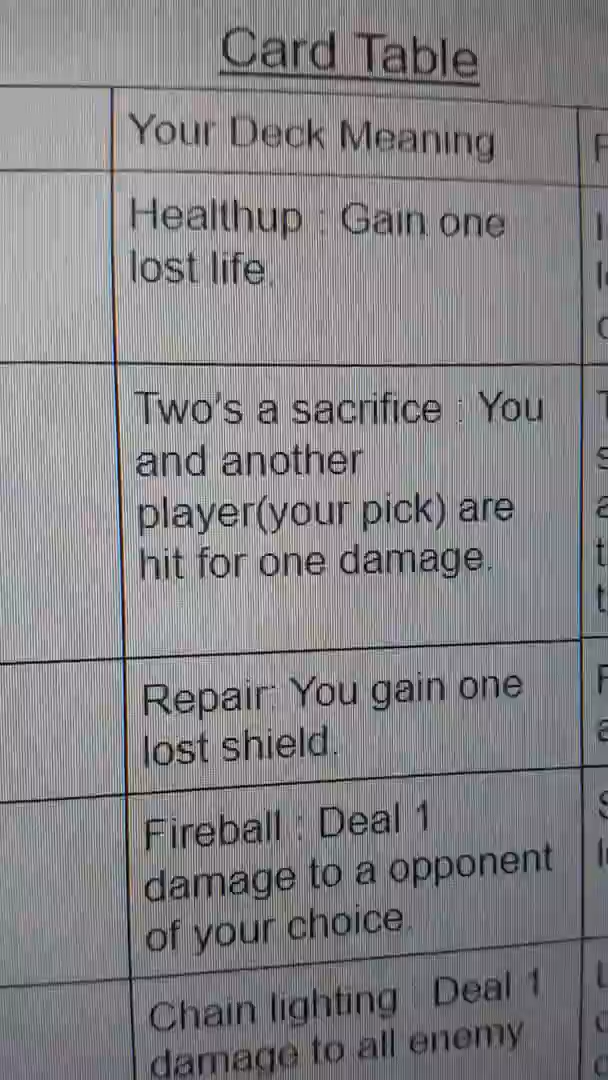 Card Table
Your Deck Meaning
Healthup : Gain one
lost life.
Two's a sacrifice : You
and another
player(your pick) are
hit for one damage.
Repair: You gain one
lost shield.
Fireball : Deal 1
damage to a opponent
of your choice.
Chain lighting : Deal 1
damage to all enemy